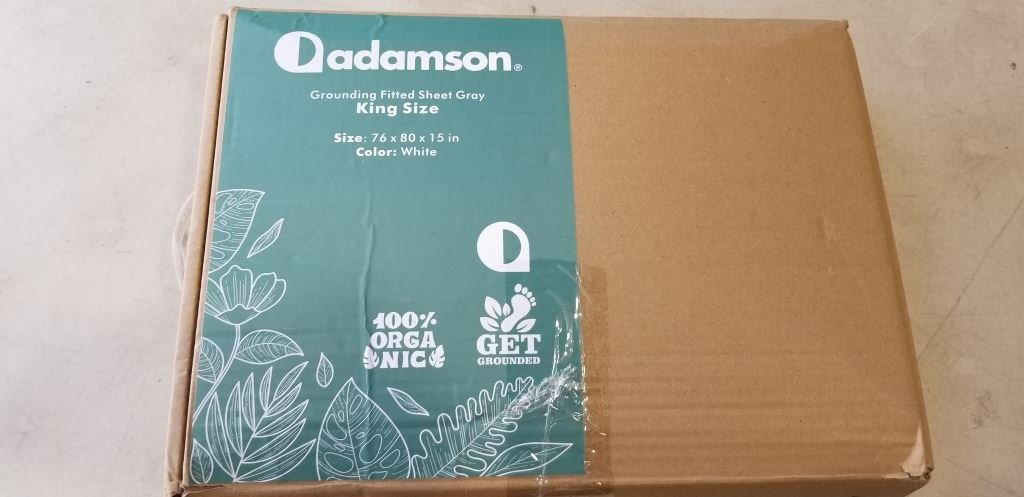 adamson®
Grounding Fitted Sheet Gray
King Size
Size: 76 x 80 x 15 in
Color: White
100%
ORGA
NIC
GET
GROUNDED